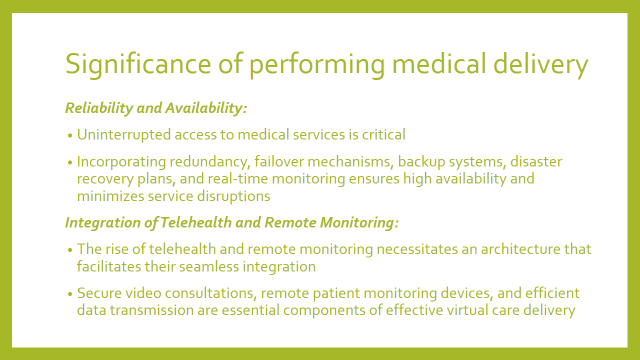 Significance of performing medical delivery
Reliability and Availability:
• Uninterrupted access to medical services is critical
• Incorporating redundancy, failover mechanisms, backup systems, disaster
recovery plans, and real-time monitoring ensures high availability and
minimizes service disruptions
Integration of Telehealth and Remote Monitoring:
• The rise of telehealth and remote monitoring necessitates an architecture that
facilitates their seamless integration
• Secure video consultations, remote patient monitoring devices, and efficient
data transmission are essential components of effective virtual care delivery